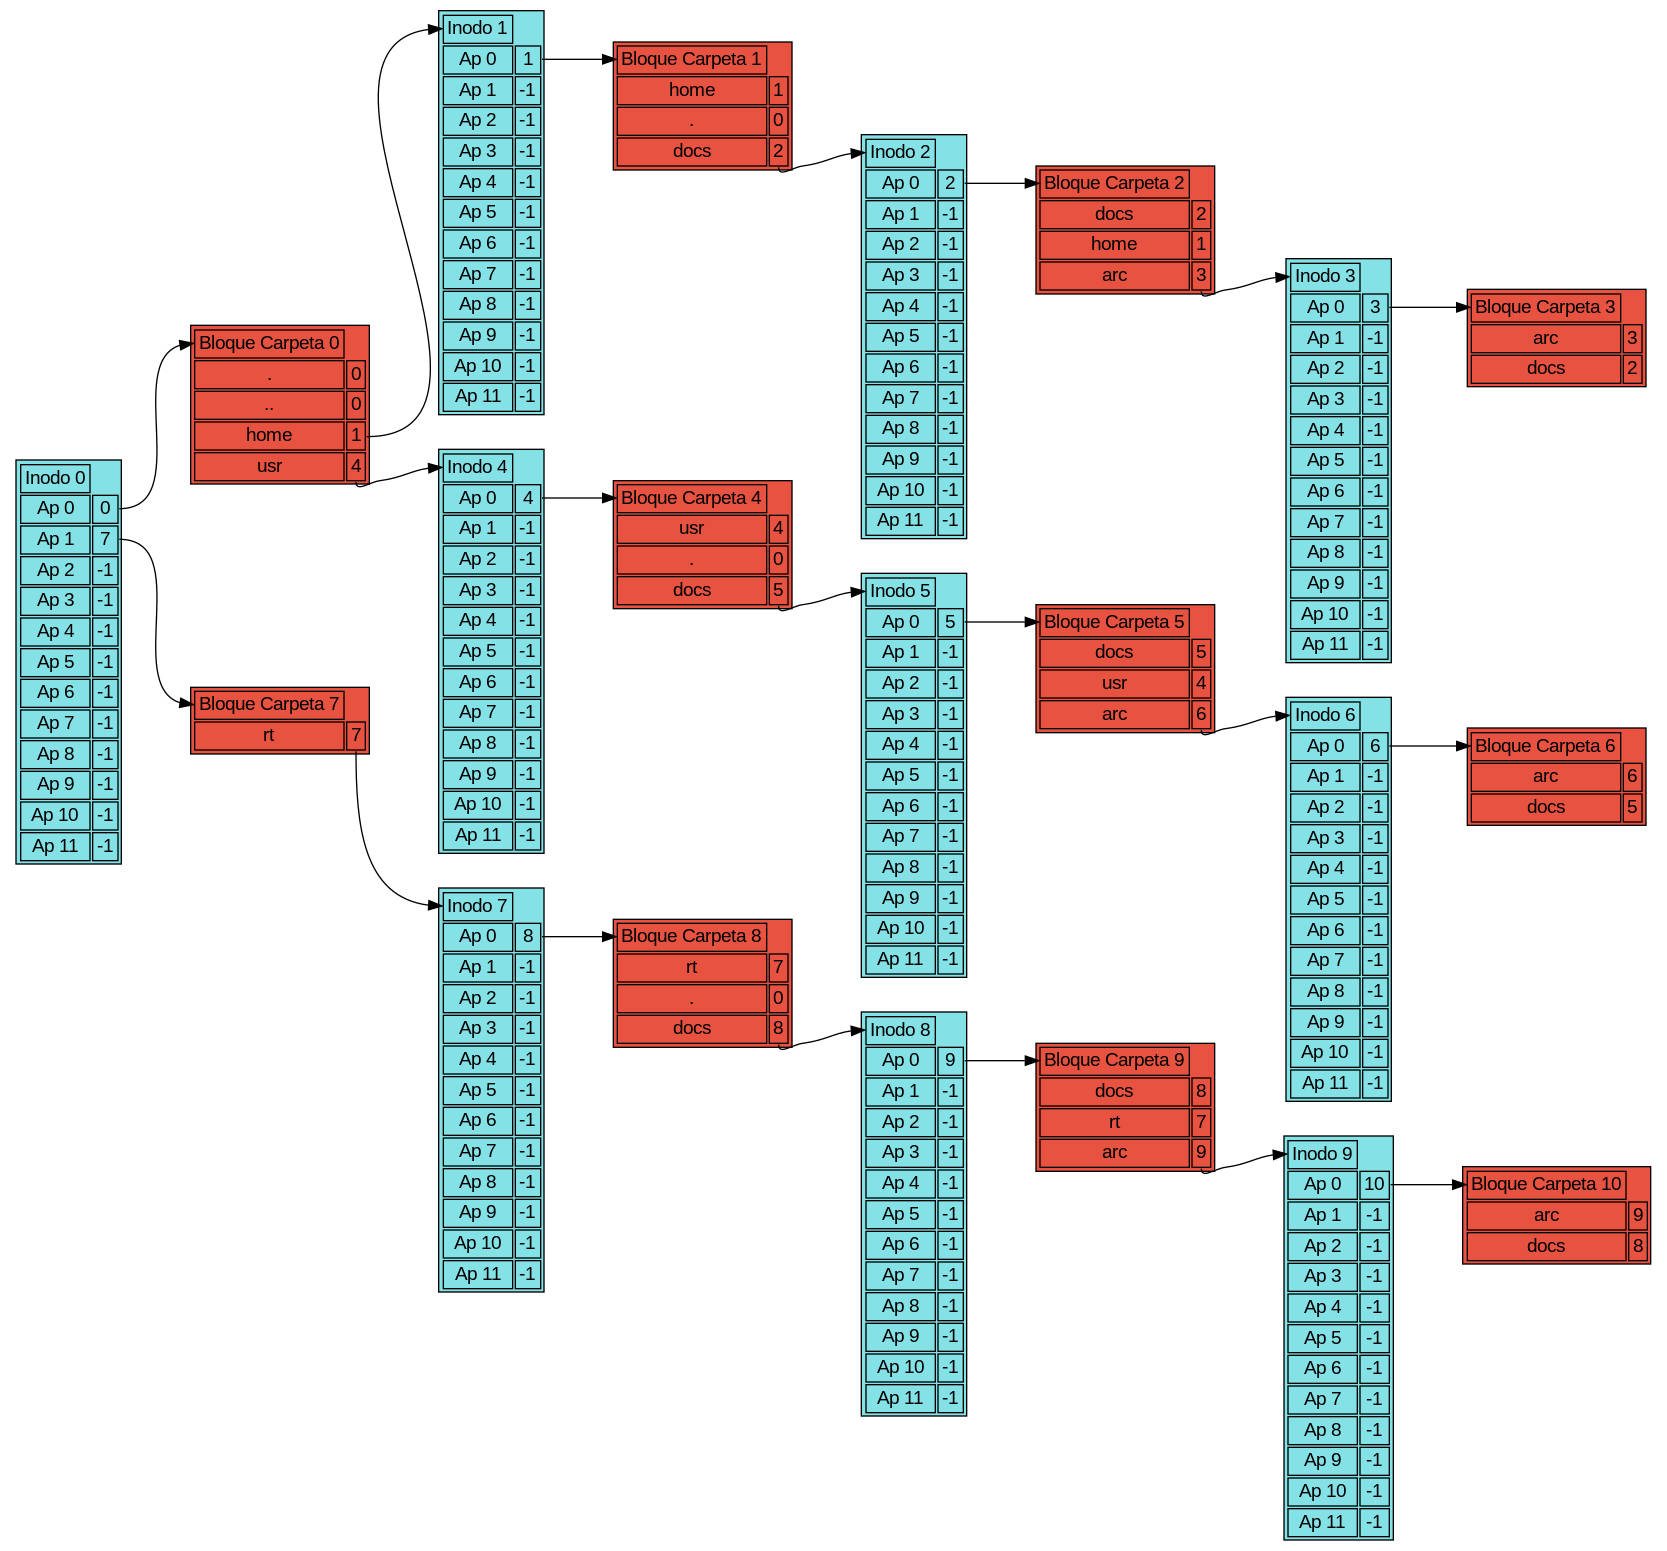 Inodo 0
Ap 0 0
Ap 1 7
Ap 2 -1
Ap 3 -1
Ap 4 -1
Ap 5 -1
Ap 6 -1
Ap 7 -1
Ap 8 -1
Ap 9 -1
Ap 10 -1
Ap 11 -1
Bloque Carpeta 0
. 0
.. 0
home 1
usr 4
Bloque Carpeta 7
rt 7
Inodo 1
Ap 0 1
Ap 1 -1
Ap 2 -1
Ap 3 -1
Ap 4 -1
Ap 5 -1
Ap 6 -1
Ap 7 -1
Ap 8 -1
Ap 9 -1
Ap 10 -1
Ap 11 -1
Inodo 4
Ap 0 4
Ap 1 -1
Ap 2 -1
Ap 3 -1
Ap 4 -1
Ap 5 -1
Ap 6 -1
Ap 7 -1
Ap 8 -1
Ap 9 -1
Ap 10 -1
Ap 11 -1
Inodo 7
Ap 0 8
Ap 1 -1
Ap 2 -1
Ap 3 -1
Ap 4 -1
Ap 5 -1
Ap 6 -1
Ap 7 -1
Ap 8 -1
Ap 9 -1
Ap 10 -1
Ap 11 -1
Bloque Carpeta 1
home 1
. 0
docs 2
Bloque Carpeta 4
usr 4
. 0
docs 5
Bloque Carpeta 8
rt 7
. 0
docs 8
Inodo 2
Ap 0 2
Ap 1 -1
Ap 2 -1
Ap 3 -1
Ap 4 -1
Ap 5 -1
Ap 6 -1
Ap 7 -1
Ap 8 -1
Ap 9 -1
Ap 10 -1
Ap 11 -1
Inodo 5
Ap 0 5
Ap 1 -1
Ap 2 -1
Ap 3 -1
Ap 4 -1
Ap 5 -1
Ap 6 -1
Ap 7 -1
Ap 8 -1
Ap 9 -1
Ap 10 -1
Ap 11 -1
Inodo 8
Ap 0 9
Ap 1 -1
Ap 2 -1
Ap 3 -1
Ap 4 -1
Ap 5 -1
Ap 6 -1
Ap 7 -1
Ap 8 -1
Ap 9 -1
Ap 10 -1
Ap 11 -1
Bloque Carpeta 2
docs 2
home 1
arc 3
Bloque Carpeta 5
docs 5
usr 4
arc 6
Bloque Carpeta 9
docs 8
rt 7
arc 9
Inodo 3
Ap 0 3
Ap 1 -1
Ap 2 -1
Ap 3 -1
Ap 4 -1
Ap 5 -1
Ap 6 -1
Ap 7 -1
Ap 8 -1
Ap 9 -1
Ap 10 -1
Ap 11 -1
Inodo 6
Ap 0 6
Ap 1 -1
Ap 2 -1
Ap 3 -1
Ap 4 -1
Ap 5 -1
Ap 6 -1
Ap 7 -1
Ap 8 -1
Ap 9 -1
Ap 10 -1
Ap 11 -1
Inodo 9
Ap 0 10
Ap 1 -1
Ap 2 -1
Ap 3 -1
Ap 4 -1
Ap 5 -1
Ap 6 -1
Ap 7 -1
Ap 8 -1
Ap 9 -1
Ap 10 -1
Ap 11 -1
Bloque Carpeta 3
arc 3
docs 2
Bloque Carpeta 6
arc 6
docs 5
Bloque Carpeta 10
arc 9
docs 8